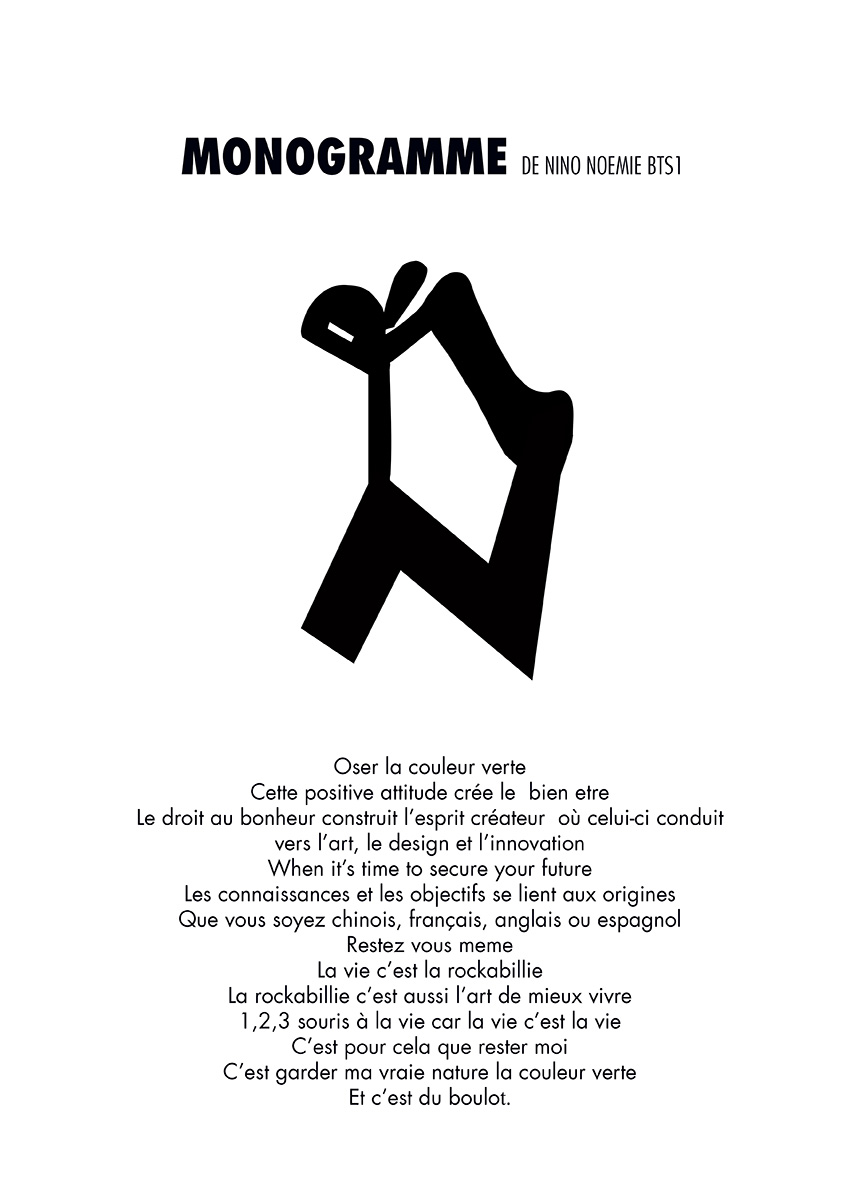 MONOGRAMME DE NINO NOEMIE BTS1
Oser la couleur verte
Cette positive attitude crée le  bien etre
Le droit au bonheur construit l’esprit créateur  où celui-ci conduit
vers l’art, le design et l’innovation
When it’s time to secure your future
Les connaissances et les objectifs se lient aux origines
Que vous soyez chinois, français, anglais ou espagnol
Restez vous meme
La vie c’est la rockabillie
La rockabillie c’est aussi l’art de mieux vivre
1,2,3 souris à la vie car la vie c’est la vie
C’est pour cela que rester moi
C’est garder ma vraie nature la couleur verte
Et c’est du boulot.